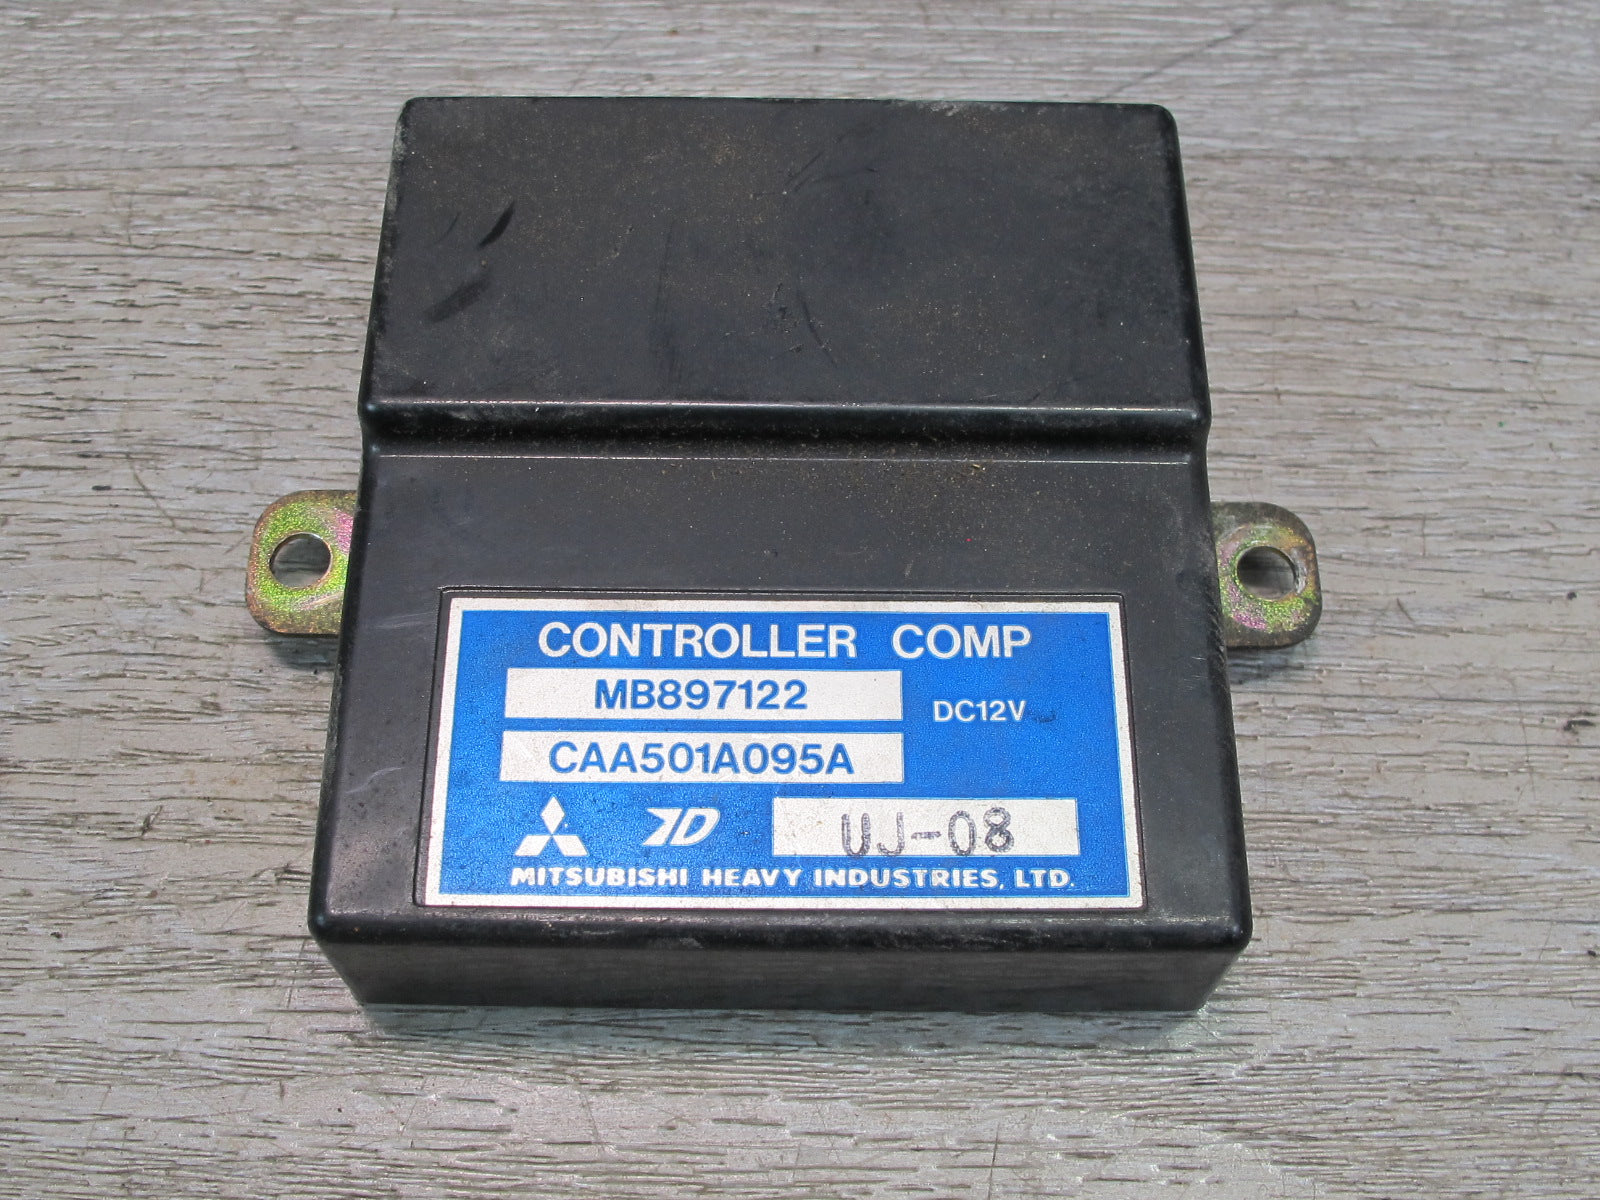 CONTROLLER COMP
MB897122
DC12V
CAA501A095A
UJ-08
MITSUBISHI HEAVY INDUSTRIES, LTD.